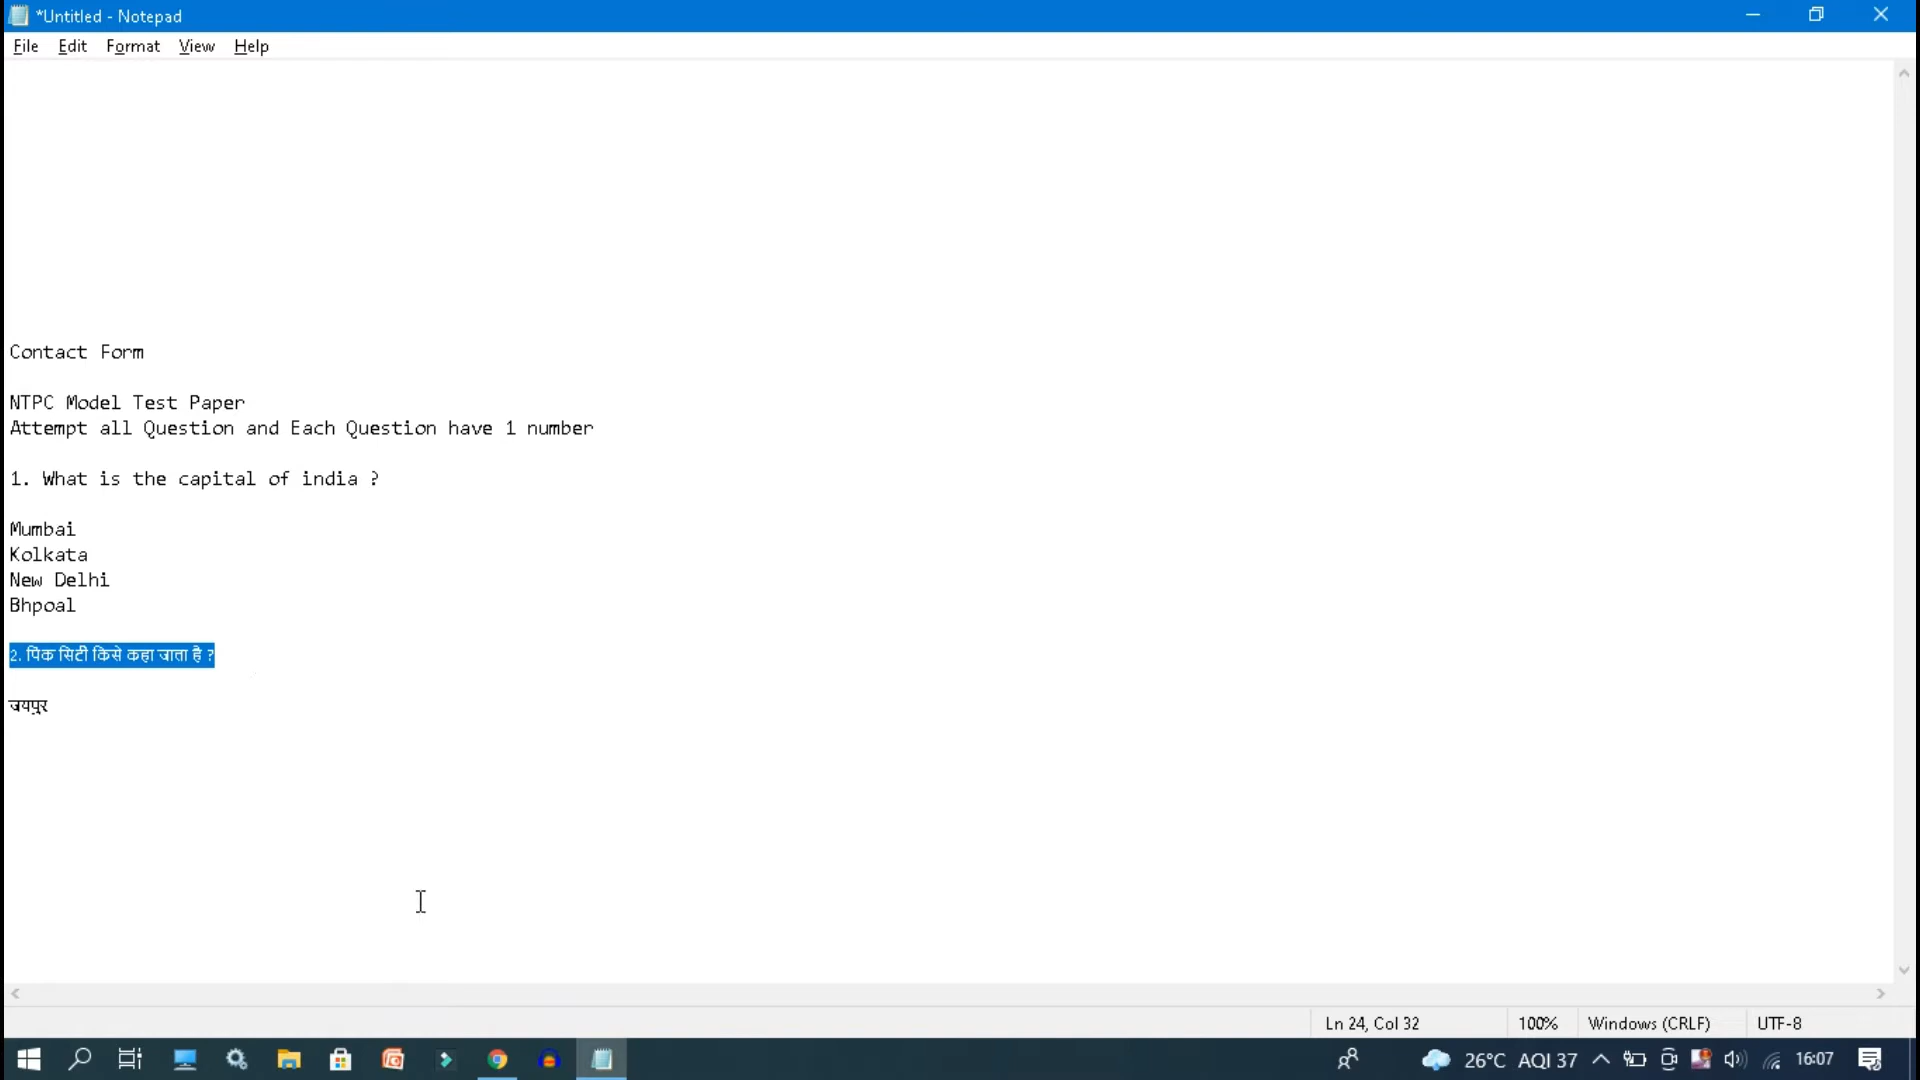 *Untitled - Notepad
File Edit Format View Help
Contact Form
NTPC Model Test Paper
Attempt all Question and Each Question have 1 number
1. What is the capital of india ?
Mumbai
Kolkata
New Delhi
Bhpoal
2. पिंक सिटी किसे कहा जाता है ?
जयपुर
Ln 24, Col 32 100% Windows (CRLF) UTF-8
26°C AQI 37 16:07